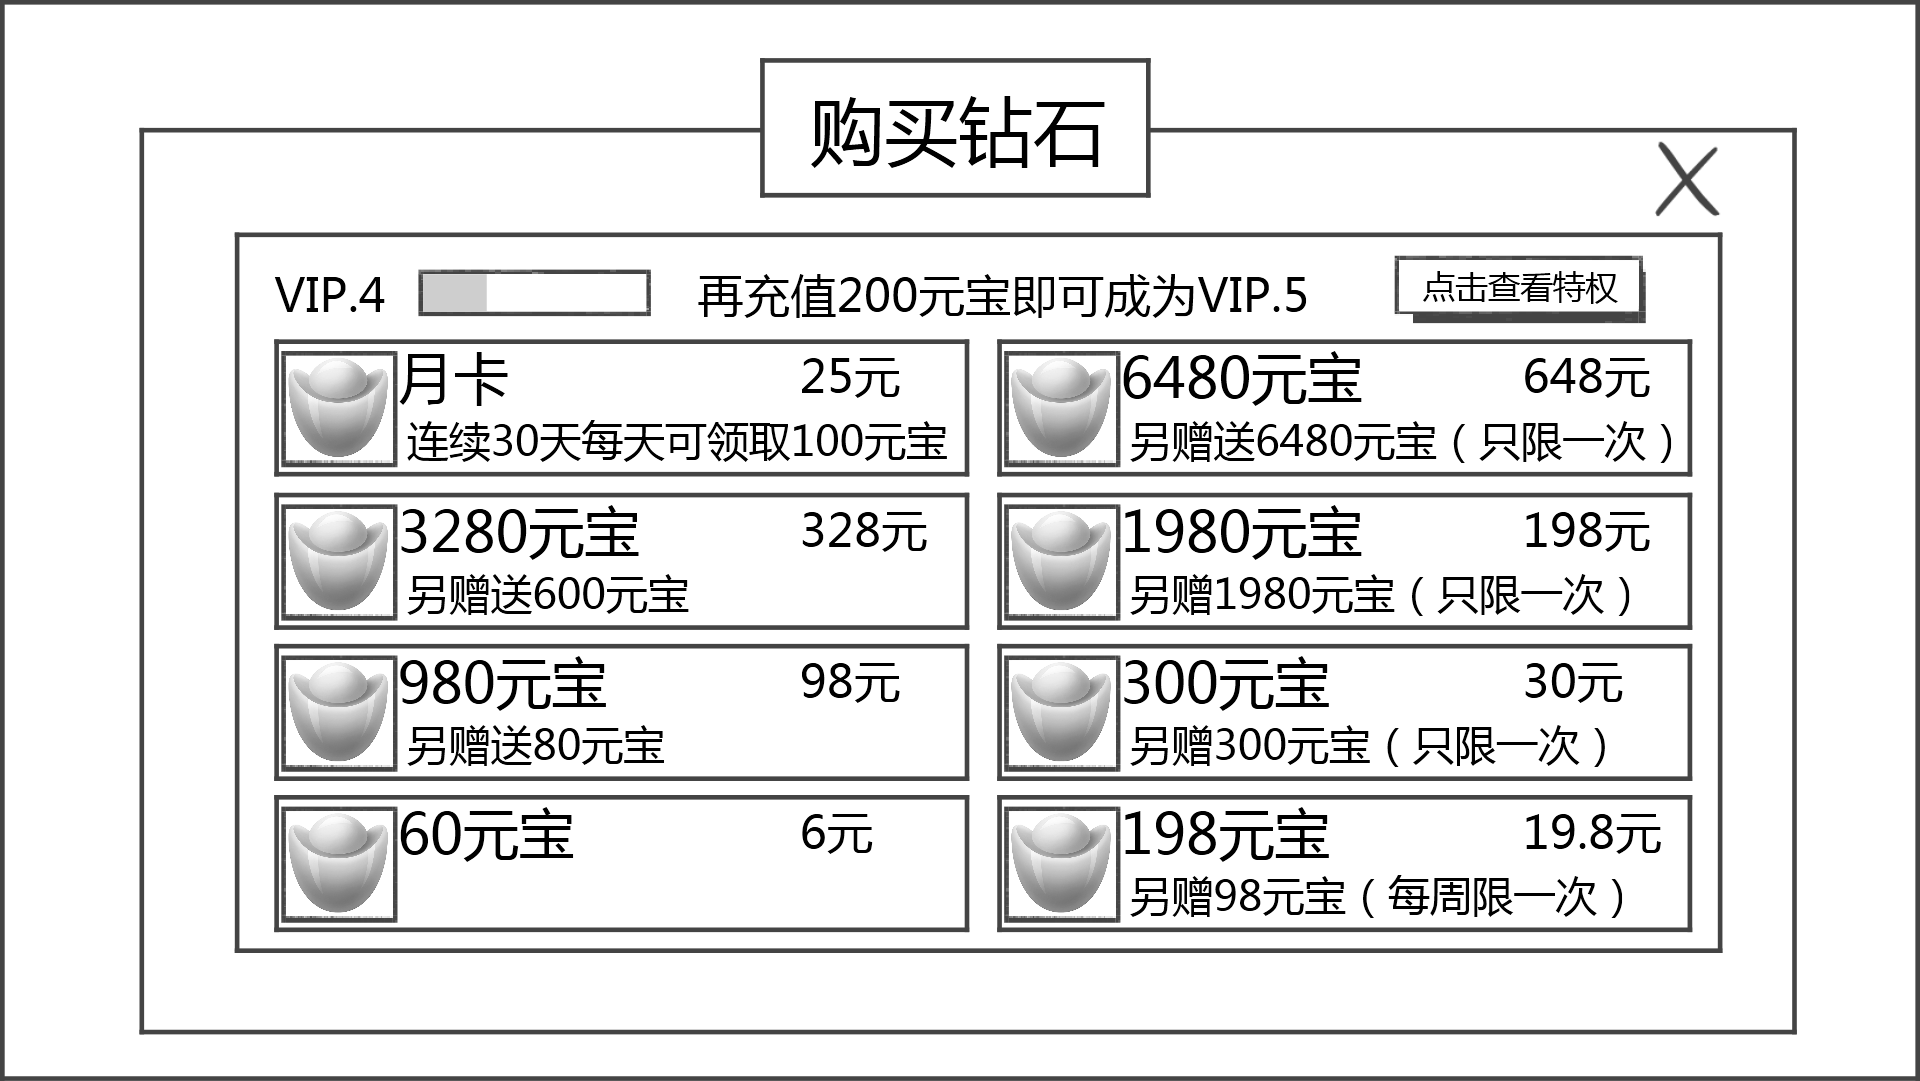 购买钻石
VIP.4
再充值200元宝即可成为VIP.5
点击查看特权
月卡 25元
连续30天每天可领取100元宝
6480元宝 648元
另赠送6480元宝（只限一次）
3280元宝 328元
另赠送600元宝
1980元宝 198元
另赠1980元宝（只限一次）
980元宝 98元
另赠送80元宝
300元宝 30元
另赠300元宝（只限一次）
60元宝 6元
198元宝 19.8元
另赠98元宝（每周限一次）